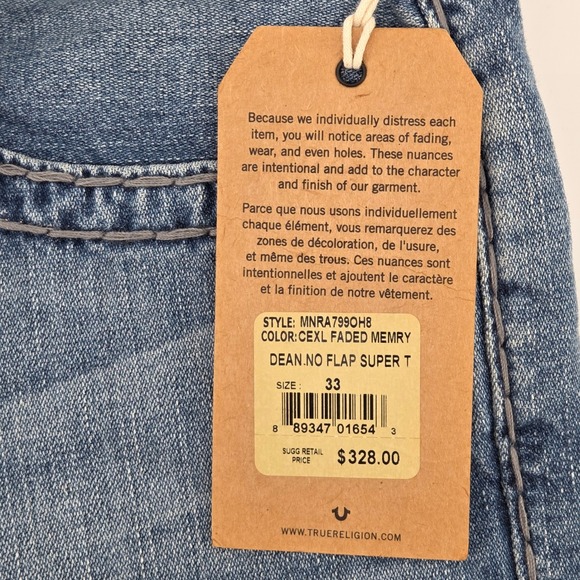 Because we individually distress each
item, you will notice areas of fading,
wear, and even holes. These nuances
are intentional and add to the character
and finish of our garment.
Parce que nous usons individuellement
chaque élément, vous remarquerez des
zones de décoloration, de l'usure,
et même des trous. Ces nuances sont
intentionnelles et ajoutent le caractère
et la finition de notre vêtement.
STYLE: MNRA799OH8
COLOR:CEXL FADED MEMRY
DEAN.NO FLAP SUPER T
SIZE : 33
8 89347 01654 3
SUGG RETAIL
PRICE $328.00
WWW.TRUERELIGION.COM